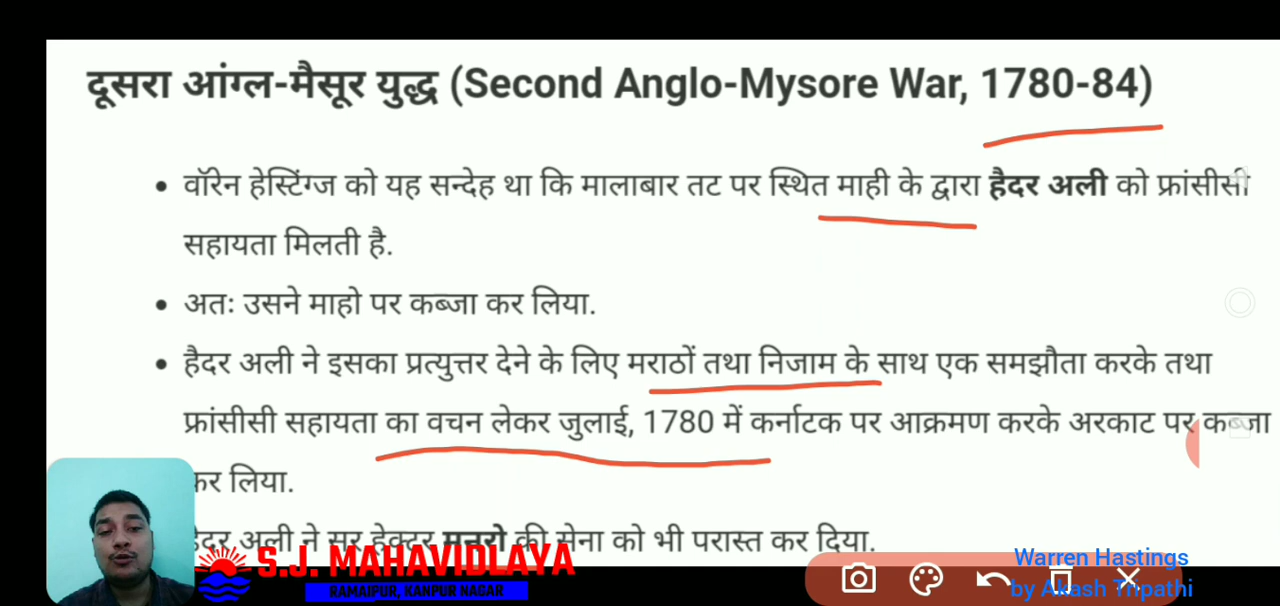 दूसरा आंग्ल-मैसूर युद्ध (Second Anglo-Mysore War, 1780-84)
• वॉरेन हेस्टिंग्ज को यह सन्देह था कि मालाबार तट पर स्थित माही के द्वारा हैदर अली को फ्रांसीसी
सहायता मिलती है.
• अतः उसने माहो पर कब्जा कर लिया.
• हैदर अली ने इसका प्रत्युत्तर देने के लिए मराठों तथा निजाम के साथ एक समझौता करके तथा
फ्रांसीसी सहायता का वचन लेकर जुलाई, 1780 में कर्नाटक पर आक्रमण करके अरकाट पर कब्जा
कर लिया.
हैदर अली ने सर हेक्टर मुनरो की सेना को भी परास्त कर दिया.
S.J. MAHAVIDLAYA
RAMAIPUR, KANPUR NAGAR
Warren Hastings
by Akash Tripathi